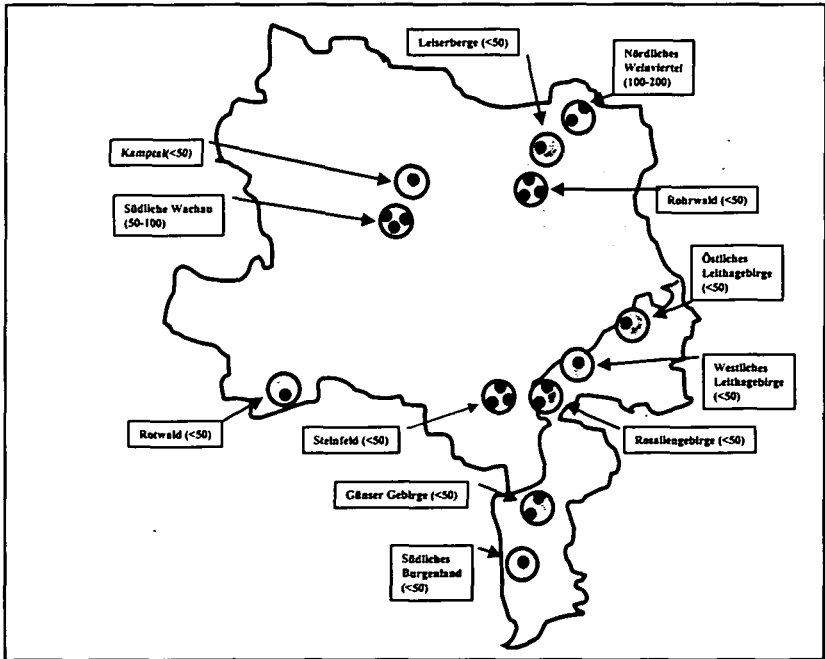 Leiserberge (<50)
Nördliches
Weinviertel
(100-200)
Kamptal(<50)
Südliche Wachau
(50-100)
Rohrwald (<50)
Östliches
Leithagebirge
(<50)
Westliches
Leithagebirge
(<50)
Rotwald (<50)
Steinfeld (<50)
Rosaliengebirge (<50)
Günser Gebirge (<50)
Südliches
Burgenland
(<50)